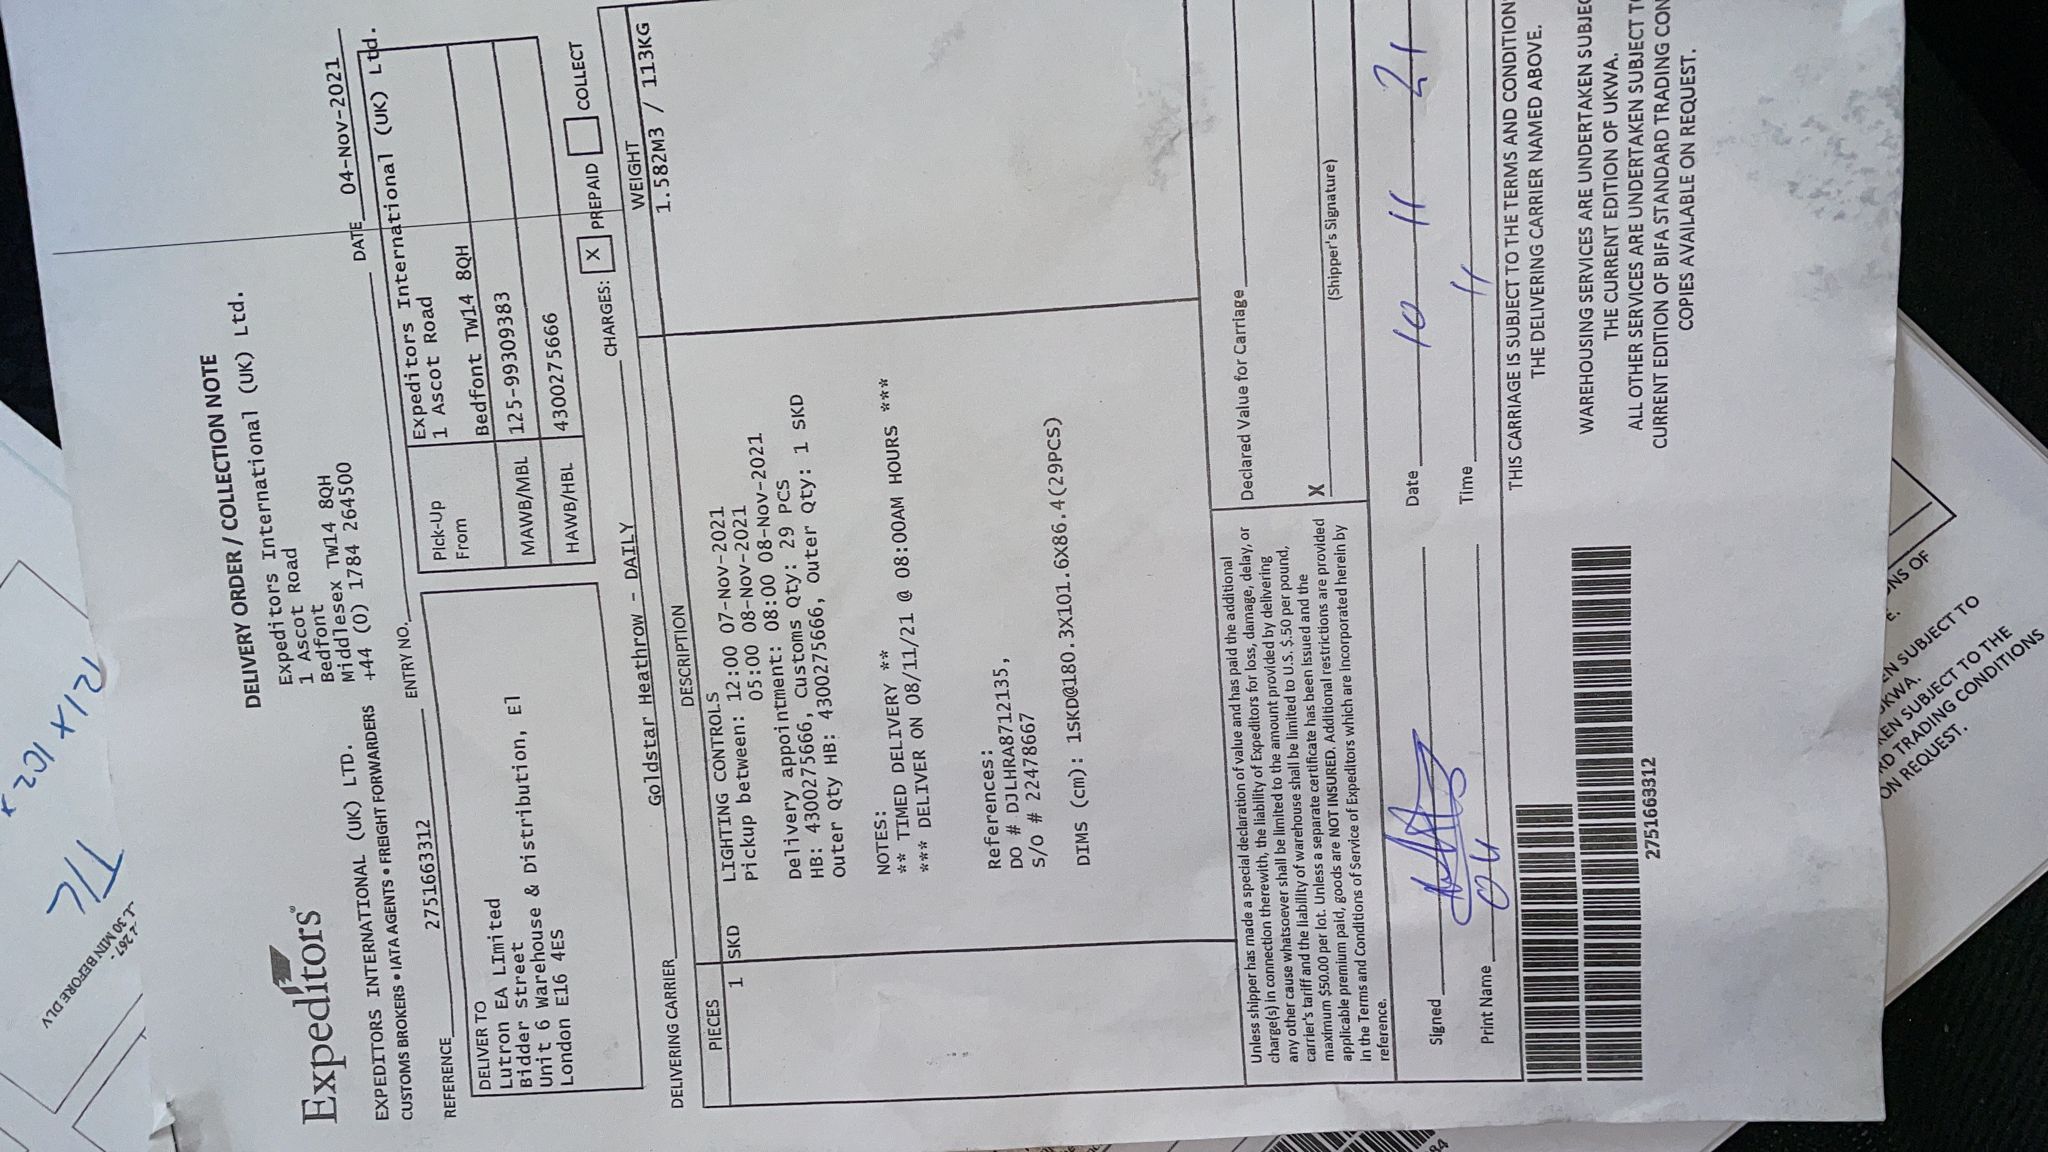 DELIVERY ORDER / COLLECTION NOTE
Expeditors International (UK) Ltd.
Expeditors
Expeditors International
1 Ascot Road
Bedfont
Middlesex TW14 8QH
+44 (0) 1784 264500
EXPEDITORS INTERNATIONAL (UK) LTD.
CUSTOMS BROKERS • IATA AGENTS • FREIGHT FORWARDERS
DATE 04-Nov-2021
REFERENCE 2751663312 ENTRY NO.
DELIVER TO
Lutron EA Limited
Bidder Street
Unit 6 Warehouse & Distribution, E1
London E16 4ES
Pick-Up From
Expeditors International (UK) Ltd.
1 Ascot Road
Bedfont TW14 8QH
MAWB/MBL 125-99309383
HAWB/HBL 4300275666
DELIVERING CARRIER Goldstar Heathrow - DAILY CHARGES: X PREPAID COLLECT
PIECES DESCRIPTION WEIGHT
1 SKD LIGHTING CONTROLS 1.582M3 / 113KG
Pickup between: 12:00 07-Nov-2021
05:00 08-Nov-2021
Delivery appointment: 08:00 08-Nov-2021
HB: 4300275666, Customs Qty: 29 PCS
Outer Qty HB: 4300275666, Outer Qty: 1 SKD
NOTES:
** TIMED DELIVERY **
*** DELIVER ON 08/11/21 @ 08:00AM HOURS ***
References:
DO # DJLHRA8712135,
S/O # 22478667
DIMS (cm): 1SKD@180.3X101.6X86.4(29PCS)
Unless shipper has made a special declaration of value and has paid the additional
charge(s) in connection therewith, the liability of Expeditors for loss, damage, delay, or
any other cause whatsoever shall be limited to the amount provided by delivering
carrier's tariff and the liability of warehouse shall be limited to U.S. $.50 per pound,
maximum $50.00 per lot. Unless a separate certificate has been issued and the
applicable premium paid, goods are NOT INSURED. Additional restrictions are provided
in the Terms and Conditions of Service of Expeditors which are incorporated herein by
reference.
Declared Value for Carriage
X
(Shipper's Signature)
Signed Date 10 11 21
Print Name Time 11
THIS CARRIAGE IS SUBJECT TO THE TERMS AND CONDITION
THE DELIVERING CARRIER NAMED ABOVE.
WAREHOUSING SERVICES ARE UNDERTAKEN SUBJEC
THE CURRENT EDITION OF UKWA.
ALL OTHER SERVICES ARE UNDERTAKEN SUBJECT TO
CURRENT EDITION OF BIFA STANDARD TRADING CON
COPIES AVAILABLE ON REQUEST.
2751663312
T/C
30 MIN BEFORE DLV
NS OF
E.
EN SUBJECT TO
KWA.
KEN SUBJECT TO THE
D TRADING CONDITIONS
ON REQUEST.
84